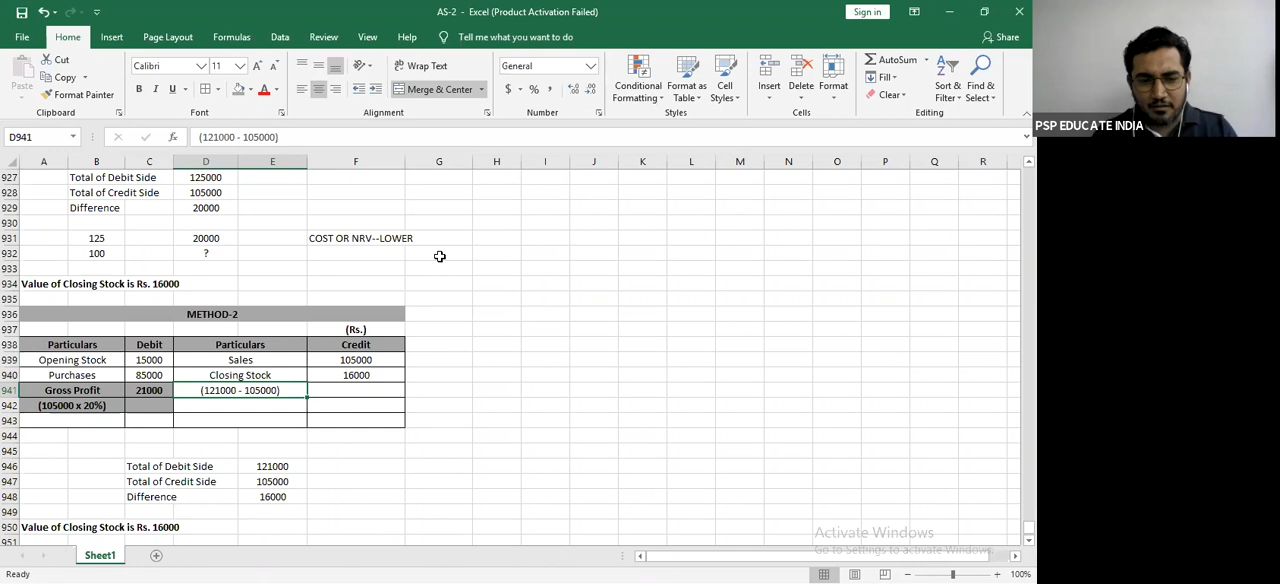 AS-2 - Excel (Product Activation Failed)
Sign in
File Home Insert Page Layout Formulas Data Review View Help Tell me what you want to do Share
Paste
Cut
Copy
Format Painter
Clipboard
Calibri 11
B I U A
Font
Wrap Text
Merge & Center
Alignment
General
$ % ,
Number
Conditional Formatting
Format as Table
Cell Styles
Styles
Insert Delete Format
Cells
AutoSum
Fill
Clear
Sort & Filter
Find & Select
Editing
PSP EDUCATE INDIA
D941 fx (121000 - 105000)
A B C D E F G H I J K L M N O P Q R
927 Total of Debit Side 125000
928 Total of Credit Side 105000
929 Difference 20000
930
931 125 20000 COST OR NRV--LOWER
932 100 ?
933
934 Value of Closing Stock is Rs. 16000
935
936 METHOD-2
937 (Rs.)
938 Particulars Debit Particulars Credit
939 Opening Stock 15000 Sales 105000
940 Purchases 85000 Closing Stock 16000
941 Gross Profit 21000 (121000 - 105000)
942 (105000 x 20%)
943
944
945
946 Total of Debit Side 121000
947 Total of Credit Side 105000
948 Difference 16000
949
950 Value of Closing Stock is Rs. 16000
951
Activate Windows
Go to Settings to activate Windows.
Sheet1
Ready
100%